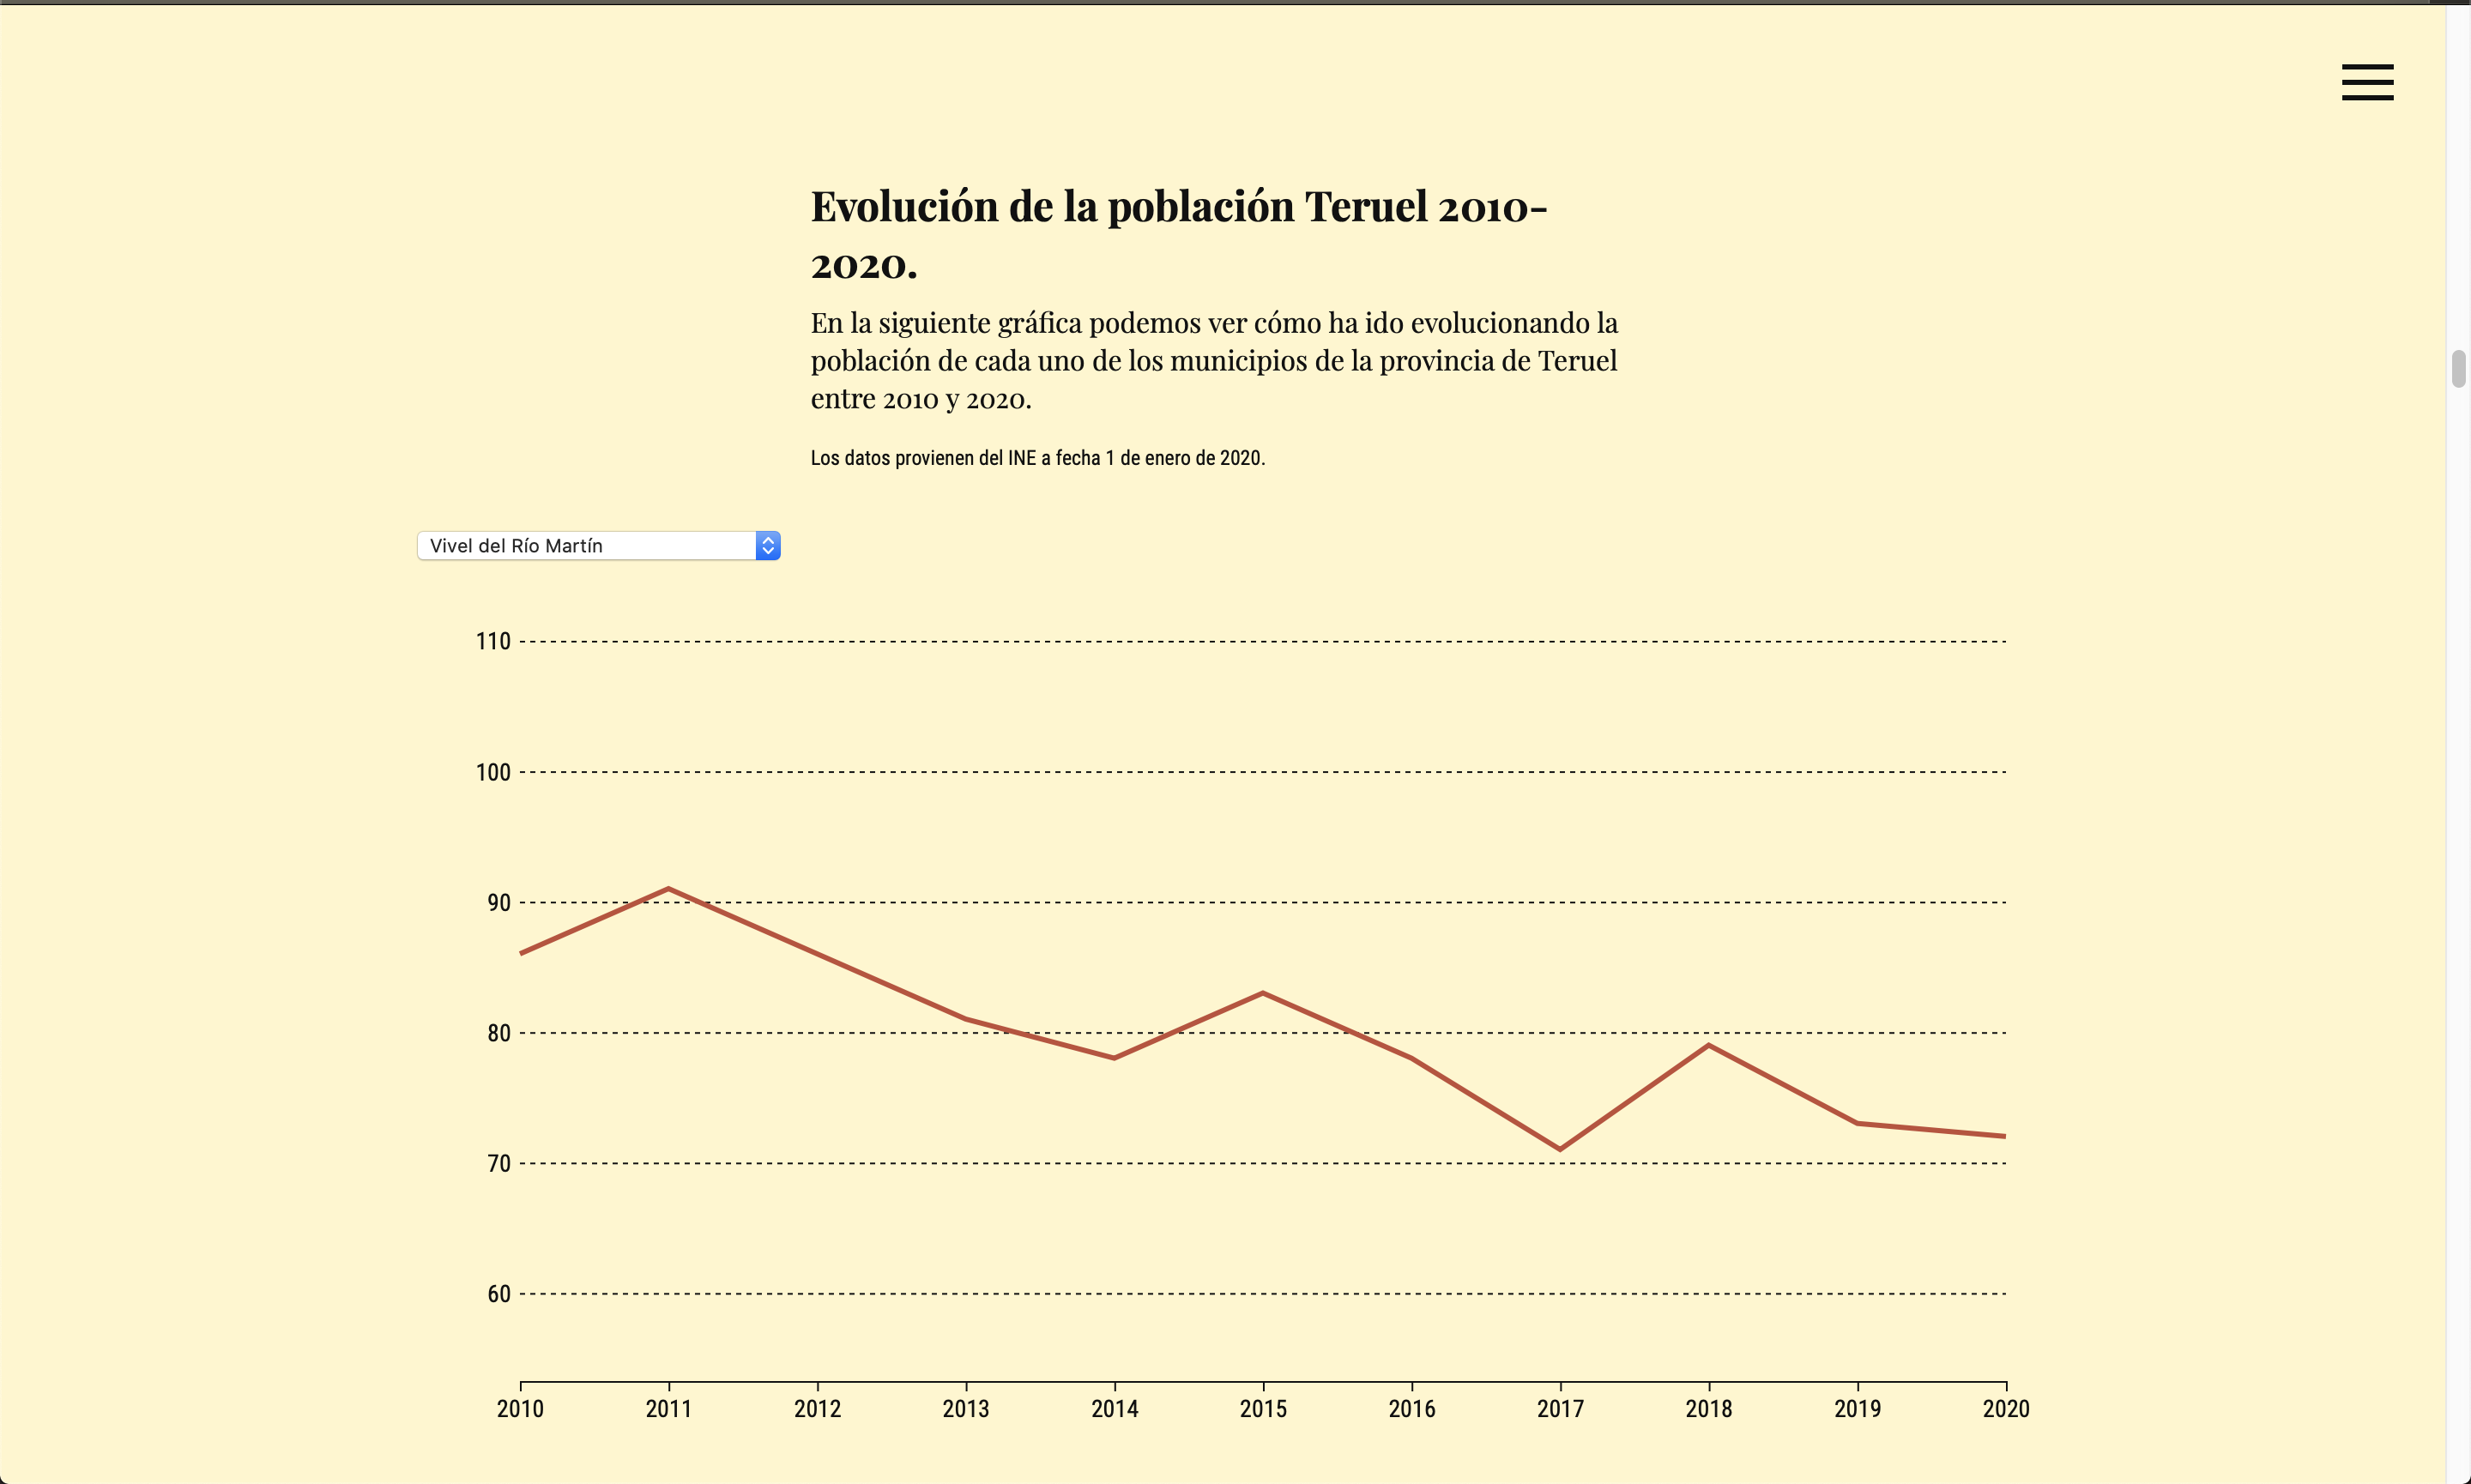 Evolución de la población Teruel 2010-
2020.
En la siguiente gráfica podemos ver cómo ha ido evolucionando la
población de cada uno de los municipios de la provincia de Teruel
entre 2010 y 2020.
Los datos provienen del INE a fecha 1 de enero de 2020.
Vivel del Río Martín
110
100
90
80
70
60
2010 2011 2012 2013 2014 2015 2016 2017 2018 2019 2020